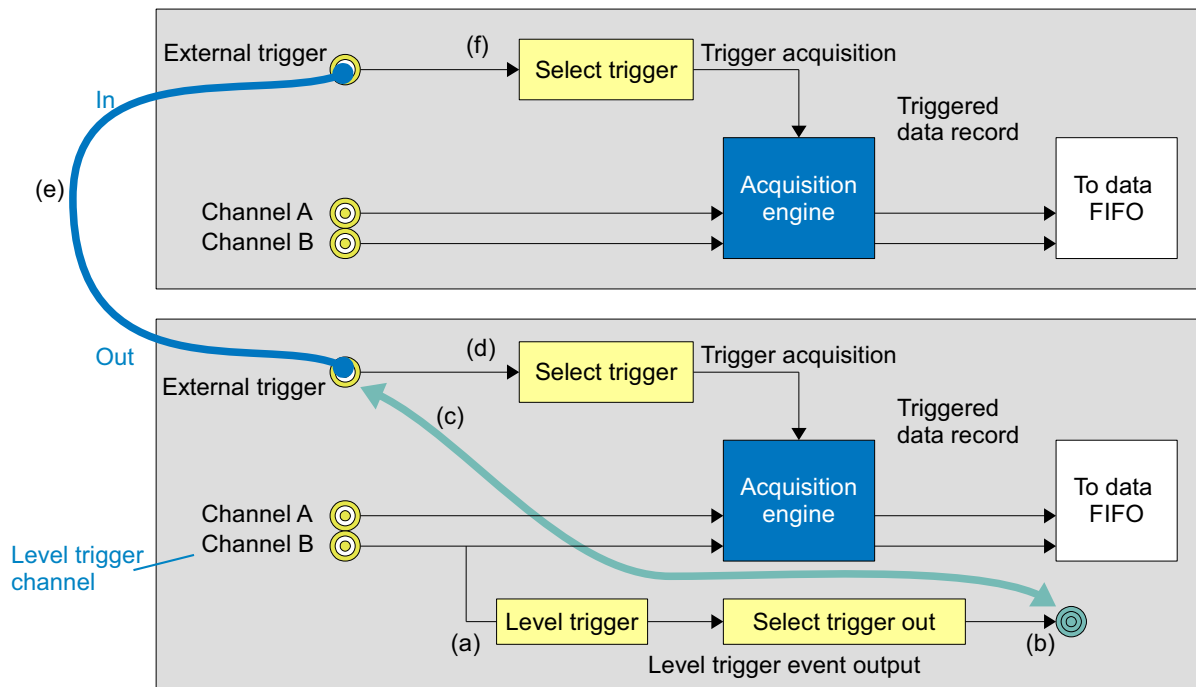 External trigger
(f)
Select trigger
Trigger acquisition
In
Triggered
data record
(e)
Acquisition
engine
To data
FIFO
Channel A
Channel B
Out
External trigger
(d)
Select trigger
Trigger acquisition
(c)
Triggered
data record
Acquisition
engine
To data
FIFO
Channel A
Channel B
Level trigger
channel
(a)
Level trigger
Select trigger out
(b)
Level trigger event output